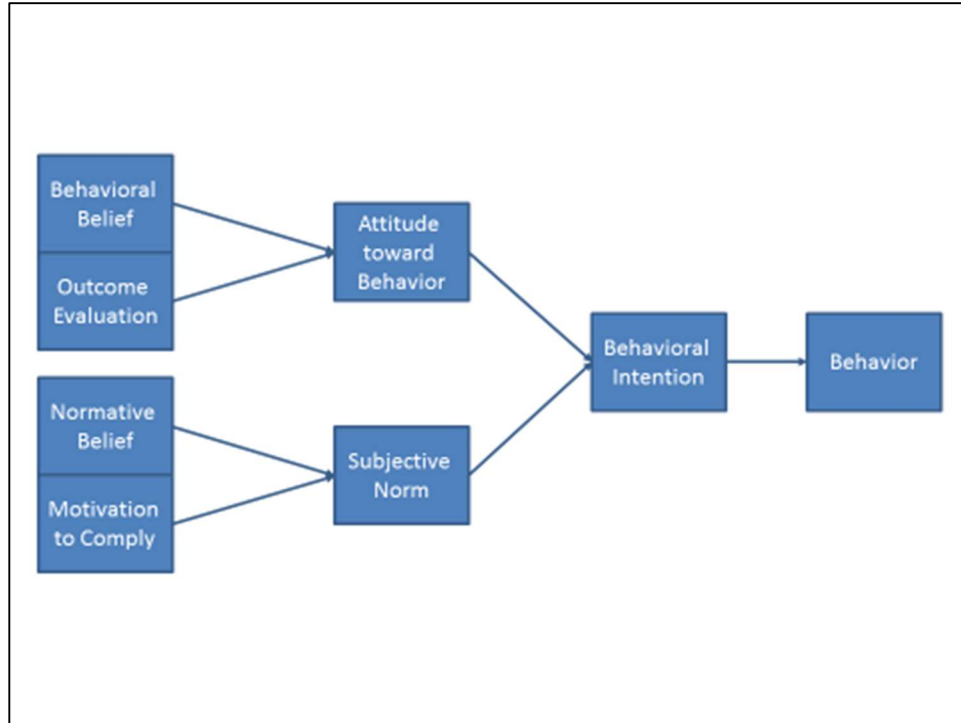 Behavioral
Belief
Outcome
Evaluation
Normative
Belief
Motivation
to Comply
Attitude
toward
Behavior
Subjective
Norm
Behavioral
Intention
Behavior